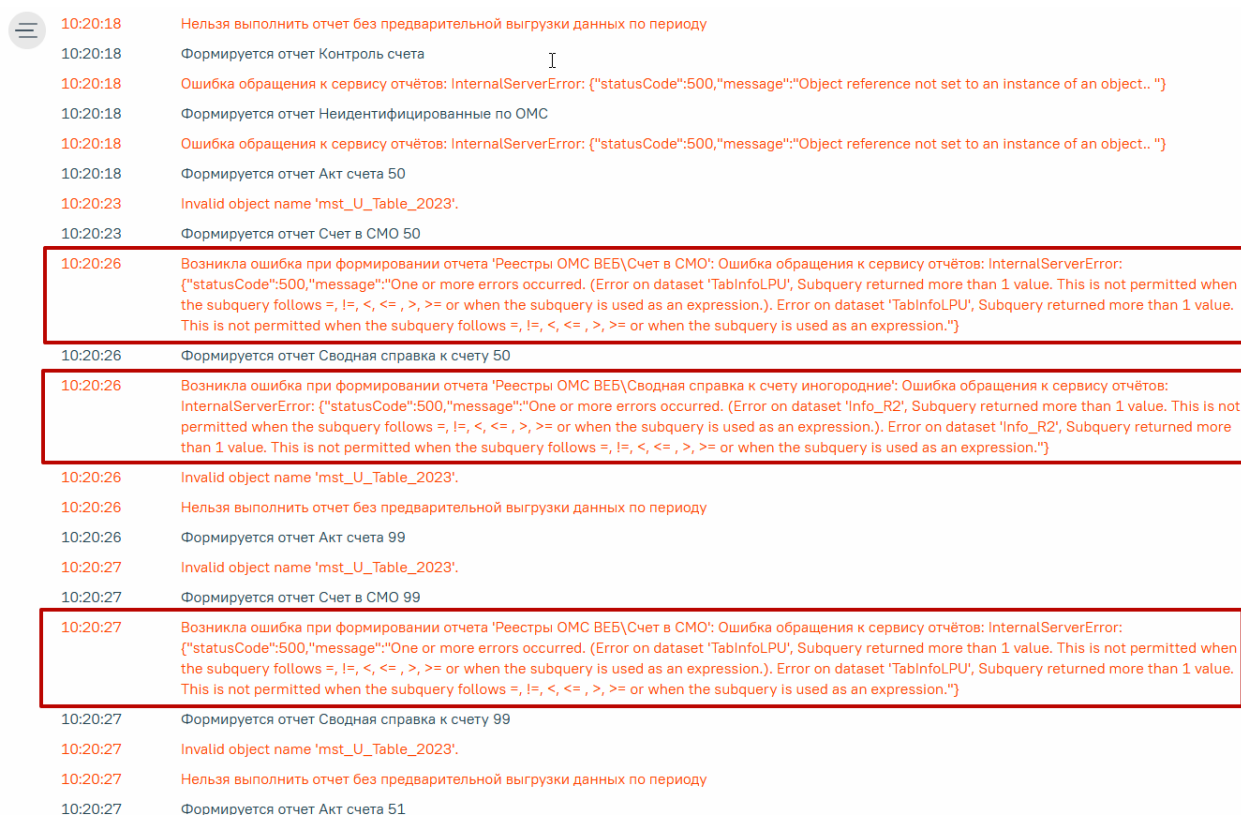 10:20:18 Нельзя выполнить отчет без предварительной выгрузки данных по периоду
10:20:18 Формируется отчет Контроль счета
10:20:18 Ошибка обращения к сервису отчётов: InternalServerError: {"statusCode":500,"message":"Object reference not set to an instance of an object.. "}
10:20:18 Формируется отчет Неидентифицированные по ОМС
10:20:18 Ошибка обращения к сервису отчётов: InternalServerError: {"statusCode":500,"message":"Object reference not set to an instance of an object.. "}
10:20:18 Формируется отчет Акт счета 50
10:20:23 Invalid object name 'mst_U_Table_2023'.
10:20:23 Формируется отчет Счет в СМО 50
10:20:26 Возникла ошибка при формировании отчета 'Реестры ОМС ВЕБ\Счет в СМО': Ошибка обращения к сервису отчётов: InternalServerError:
{"statusCode":500,"message":"One or more errors occurred. (Error on dataset 'TabInfoLPU', Subquery returned more than 1 value. This is not permitted when
the subquery follows =, !=, <, <= , >, >= or when the subquery is used as an expression.). Error on dataset 'TabInfoLPU', Subquery returned more than 1 value.
This is not permitted when the subquery follows =, !=, <, <= , >, >= or when the subquery is used as an expression."}
10:20:26 Формируется отчет Сводная справка к счету 50
10:20:26 Возникла ошибка при формировании отчета 'Реестры ОМС ВЕБ\Сводная справка к счету иногородние': Ошибка обращения к сервису отчётов:
InternalServerError: {"statusCode":500,"message":"One or more errors occurred. (Error on dataset 'Info_R2', Subquery returned more than 1 value. This is not
permitted when the subquery follows =, !=, <, <= , >, >= or when the subquery is used as an expression.). Error on dataset 'Info_R2', Subquery returned more
than 1 value. This is not permitted when the subquery follows =, !=, <, <= , >, >= or when the subquery is used as an expression."}
10:20:26 Invalid object name 'mst_U_Table_2023'.
10:20:26 Нельзя выполнить отчет без предварительной выгрузки данных по периоду
10:20:26 Формируется отчет Акт счета 99
10:20:27 Invalid object name 'mst_U_Table_2023'.
10:20:27 Формируется отчет Счет в СМО 99
10:20:27 Возникла ошибка при формировании отчета 'Реестры ОМС ВЕБ\Счет в СМО': Ошибка обращения к сервису отчётов: InternalServerError:
{"statusCode":500,"message":"One or more errors occurred. (Error on dataset 'TabInfoLPU', Subquery returned more than 1 value. This is not permitted when
the subquery follows =, !=, <, <= , >, >= or when the subquery is used as an expression.). Error on dataset 'TabInfoLPU', Subquery returned more than 1 value.
This is not permitted when the subquery follows =, !=, <, <= , >, >= or when the subquery is used as an expression."}
10:20:27 Формируется отчет Сводная справка к счету 99
10:20:27 Invalid object name 'mst_U_Table_2023'.
10:20:27 Нельзя выполнить отчет без предварительной выгрузки данных по периоду
10:20:27 Формируется отчет Акт счета 51